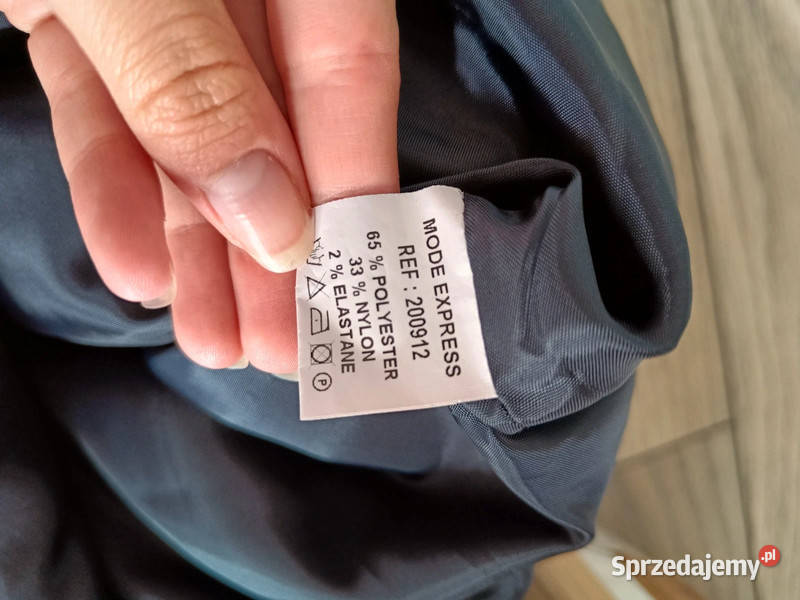 MODE EXPRESS
REF : 200912
65 % POLYESTER
33 % NYLON
2 % ELASTANE
P
Sprzedajemy.pl